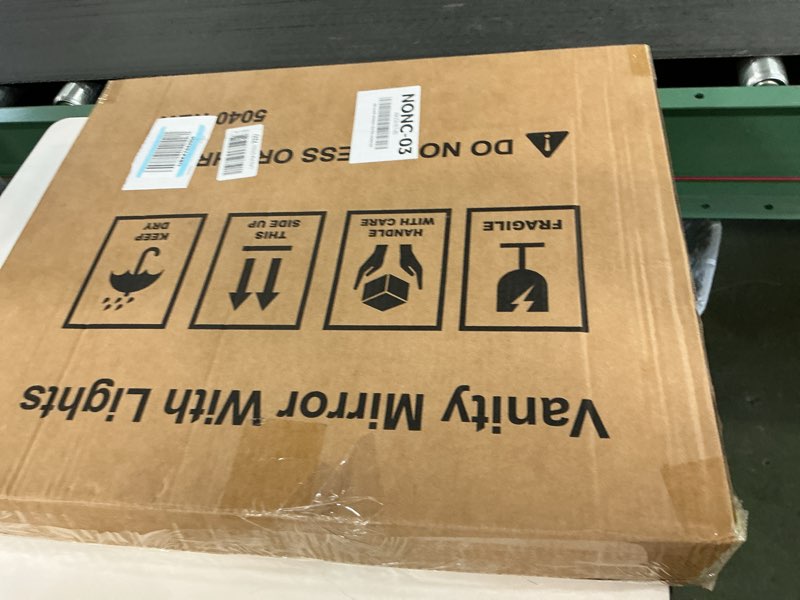 Vanity Mirror With Lights
FRAGILE
HANDLE
WITH CARE
THIS
SIDE UP
KEEP
DRY
DO NO
ESS OR
HR
NONC-03
5040